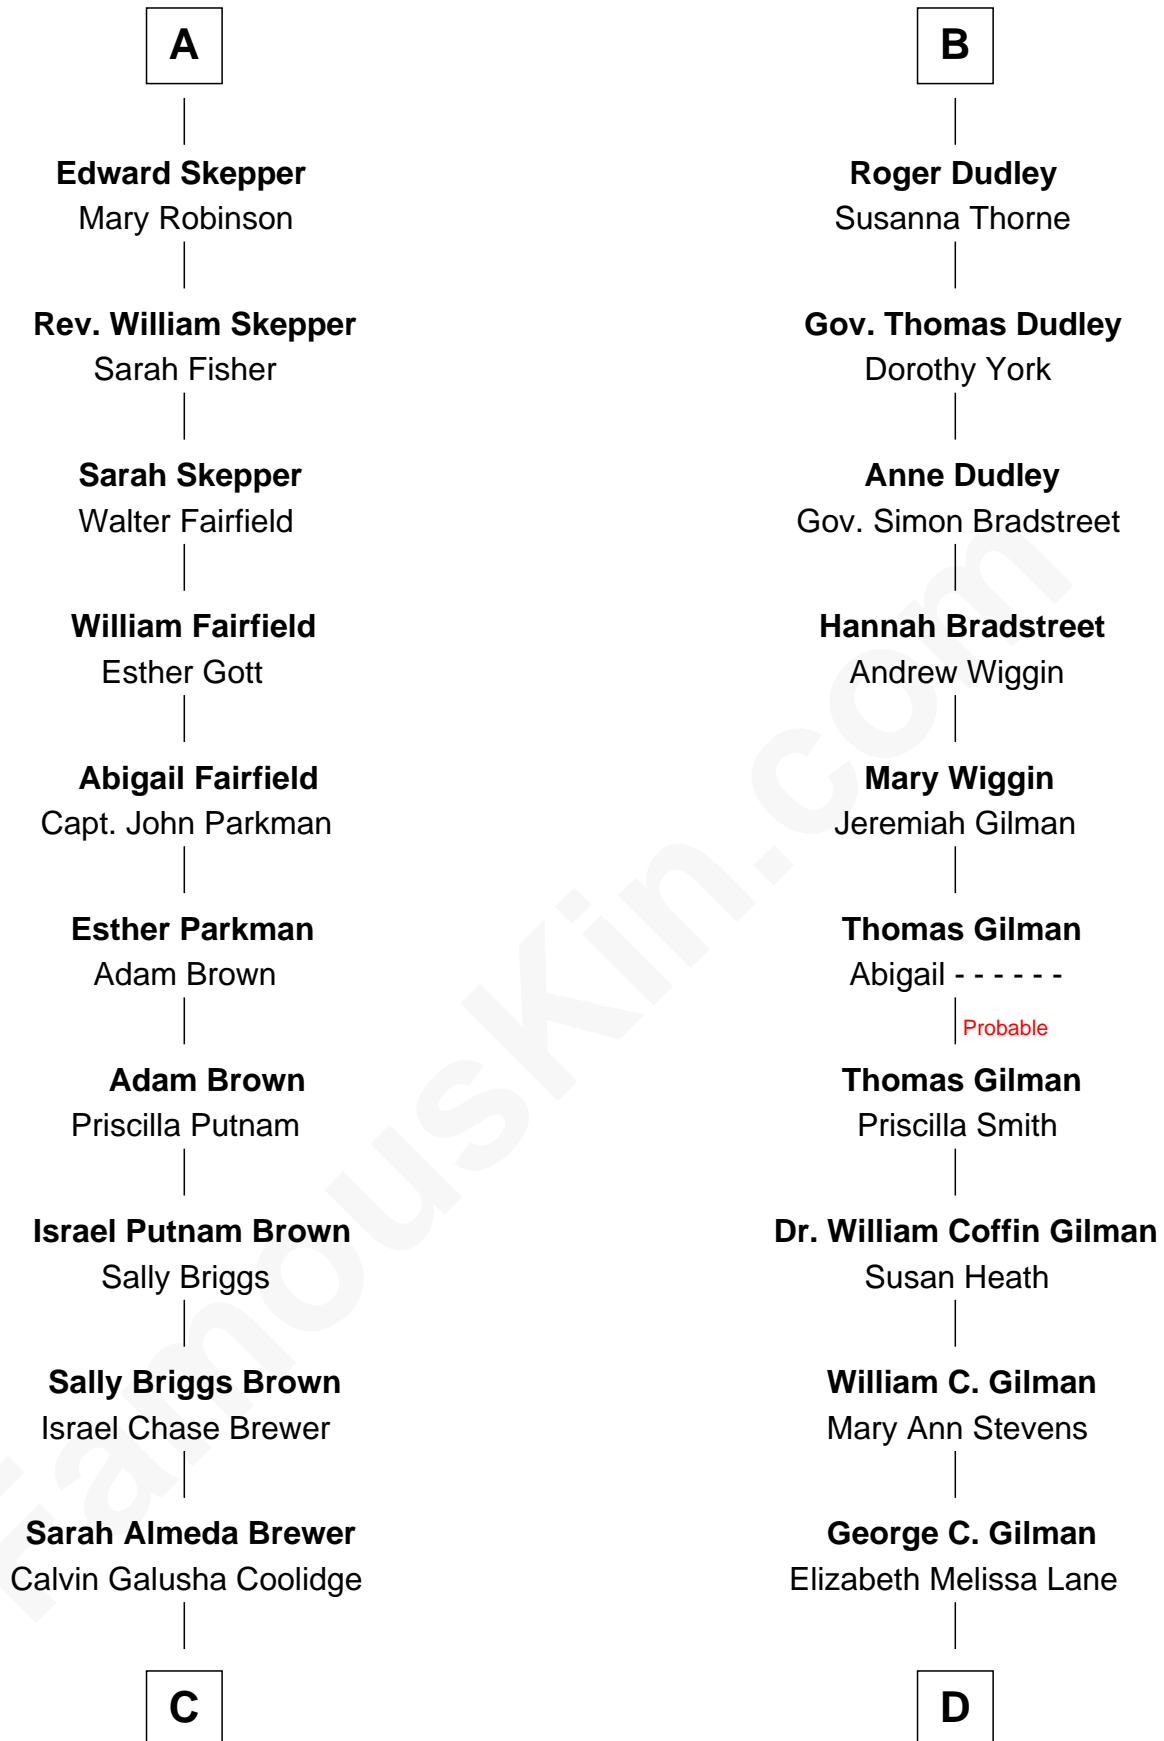 A
Edward Skepper
Mary Robinson
Rev. William Skepper
Sarah Fisher
Sarah Skepper
Walter Fairfield
William Fairfield
Esther Gott
Abigail Fairfield
Capt. John Parkman
Esther Parkman
Adam Brown
Adam Brown
Priscilla Putnam
Israel Putnam Brown
Sally Briggs
Sally Briggs Brown
Israel Chase Brewer
Sarah Almeda Brewer
Calvin Galusha Coolidge
C
B
Roger Dudley
Susanna Thorne
Gov. Thomas Dudley
Dorothy York
Anne Dudley
Gov. Simon Bradstreet
Hannah Bradstreet
Andrew Wiggin
Mary Wiggin
Jeremiah Gilman
Thomas Gilman
Abigail - - - - - -
Probable
Thomas Gilman
Priscilla Smith
Dr. William Coffin Gilman
Susan Heath
William C. Gilman
Mary Ann Stevens
George C. Gilman
Elizabeth Melissa Lane
D
FamousKin.com